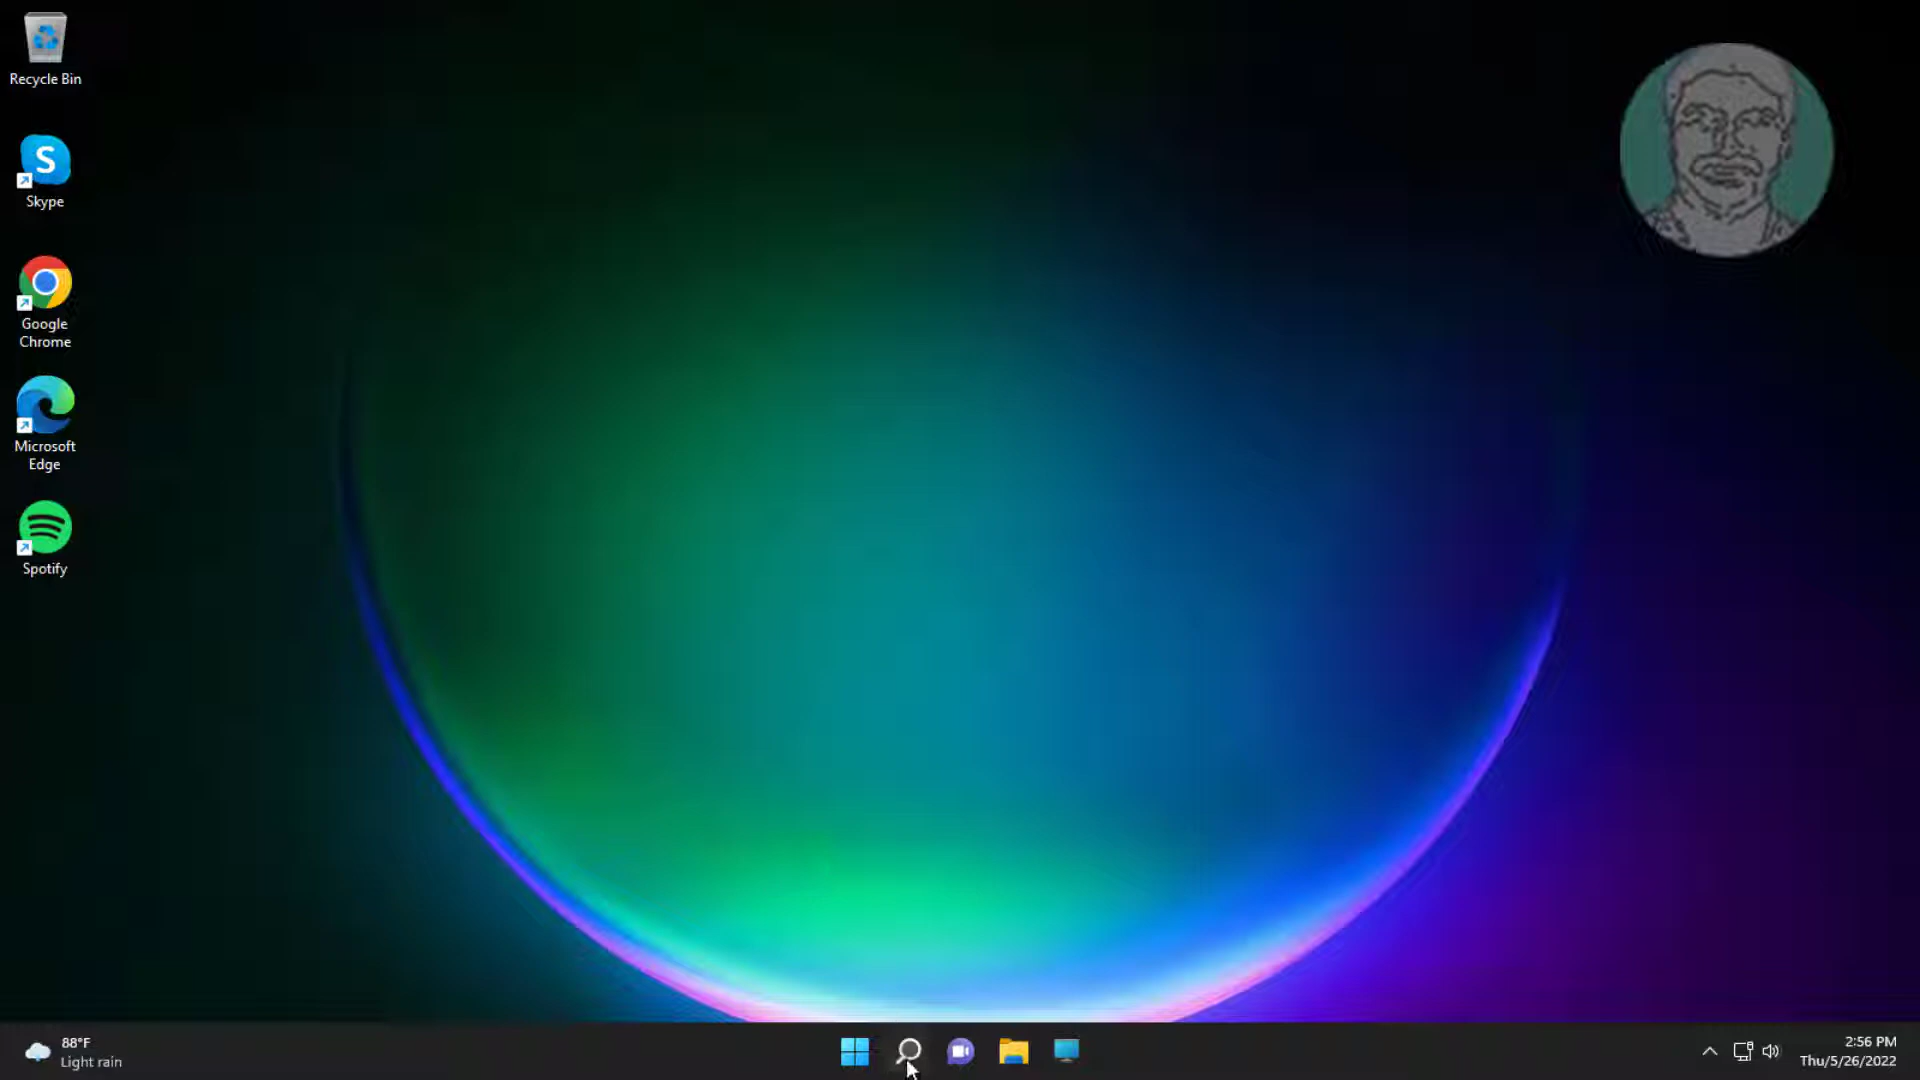 Recycle Bin
S
Skype
Google
Chrome
Microsoft
Edge
Spotify
88°F
Light rain
2:56 PM
Thu/5/26/2022